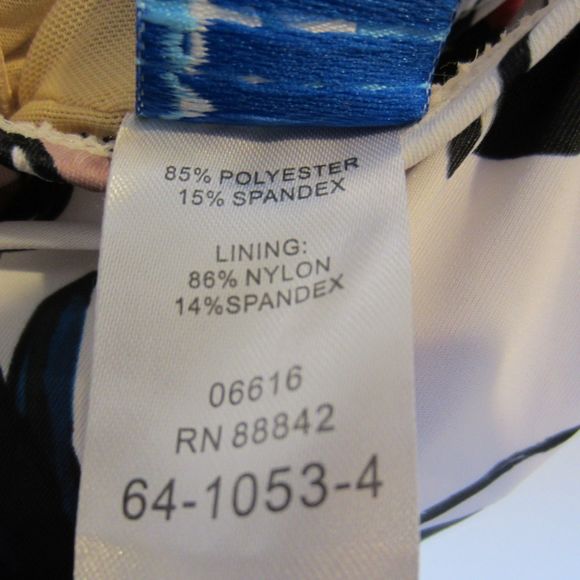 85% POLYESTER
15% SPANDEX
LINING:
86% NYLON
14%SPANDEX
06616
RN 88842
64-1053-4